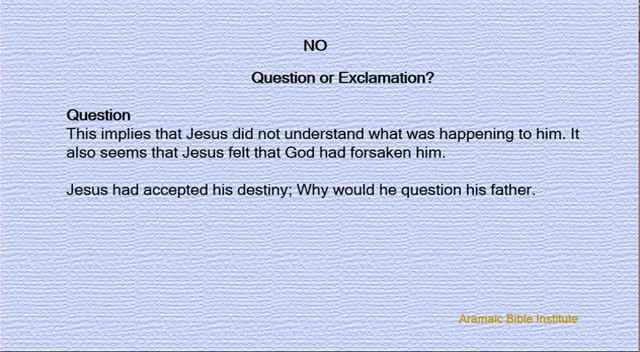 NO
Question or Exclamation?
Question
This implies that Jesus did not understand what was happening to him. It
also seems that Jesus felt that God had forsaken him.
Jesus had accepted his destiny; Why would he question his father.
Aramaic Bible Institute